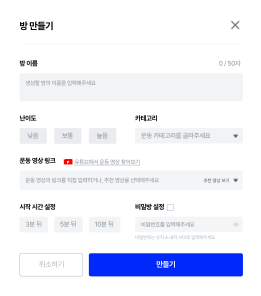 방 만들기
방 이름
0 / 50자
생성할 방의 이름을 입력해주세요
난이도
카테고리
낮음 보통 높음
운동 카테고리를 골라주세요
운동 영상 링크 유튜브에서 운동 영상 찾아보기
운동 영상의 링크를 직접 입력하거나, 추천 영상을 선택해주세요 추천 영상 보기
시작 시간 설정
비밀방 설정
3분 뒤 5분 뒤 10분 뒤
비밀번호를 입력해주세요
취소하기 만들기